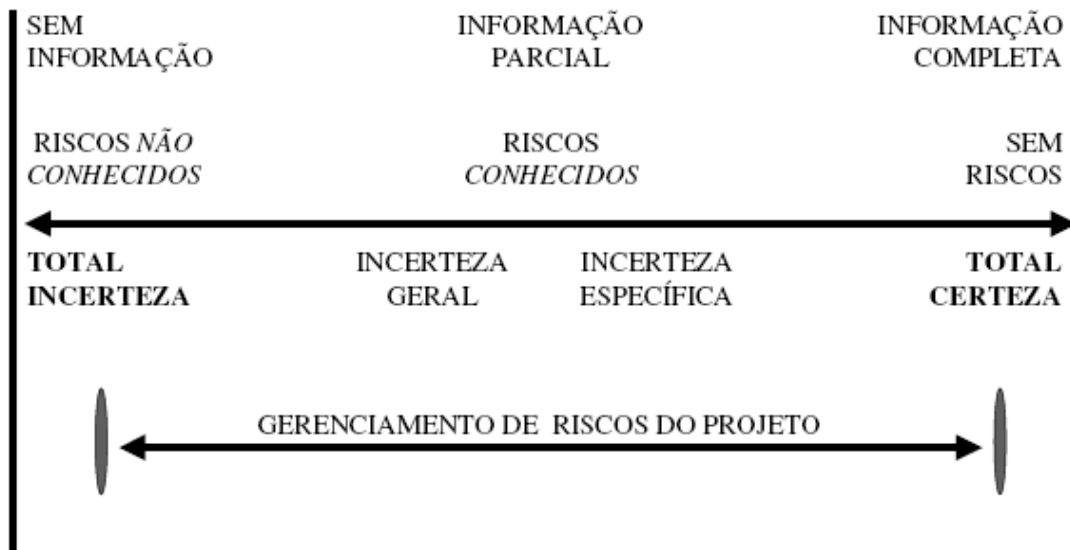 SEM
INFORMAÇÃO
INFORMAÇÃO
PARCIAL
INFORMAÇÃO
COMPLETA
RISCOS NÃO
CONHECIDOS
RISCOS
CONHECIDOS
SEM
RISCOS
TOTAL
INCERTEZA
INCERTEZA
GERAL
INCERTEZA
ESPECÍFICA
TOTAL
CERTEZA
GERENCIAMENTO DE RISCOS DO PROJETO